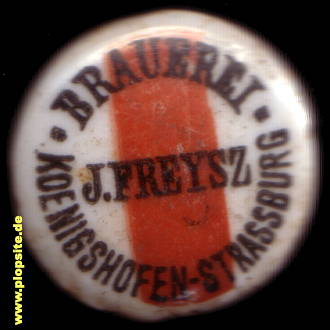 • BRAUEREI •
J. FREYSZ
KOENIGSHOFEN-STRASSBURG
www.plopsite.de